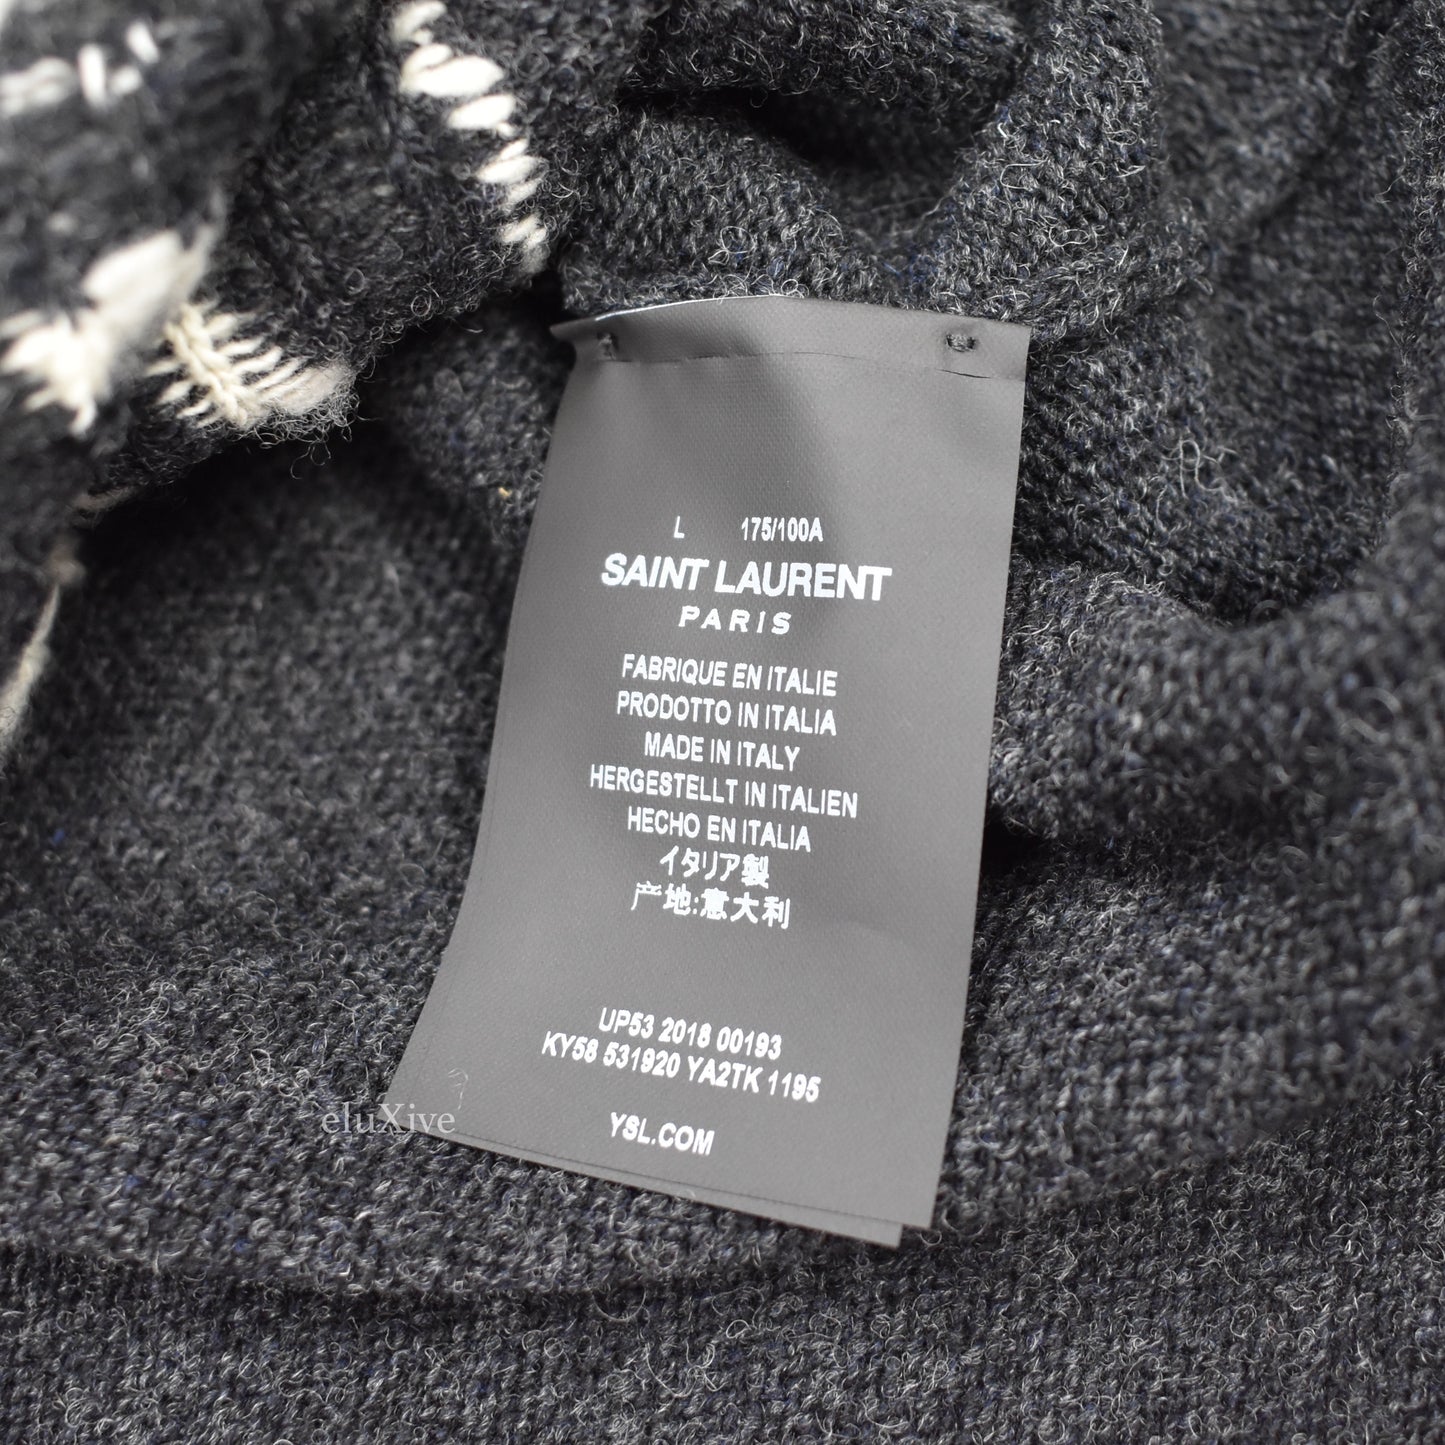 L 175/100A
SAINT LAURENT
PARIS
FABRIQUE EN ITALIE
PRODOTTO IN ITALIA
MADE IN ITALY
HERGESTELLT IN ITALIEN
HECHO EN ITALIA
イタリア製
产地:意大利
UP53 2018 00193
KY58 531920 YA2TK 1195
YSL.COM
eluXive